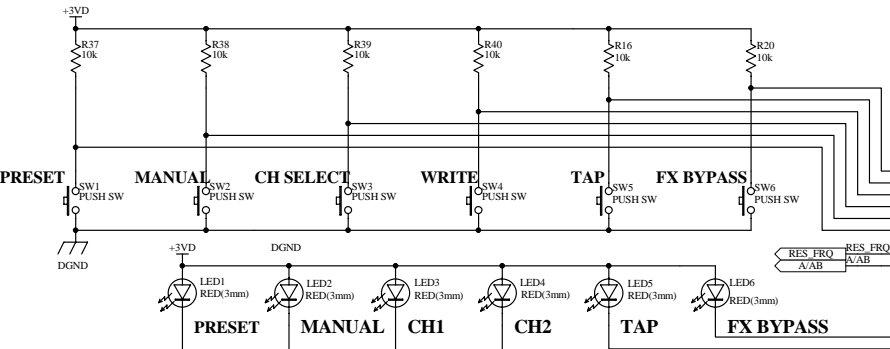 +3VD
R37
10k
R38
10k
R39
10k
R40
10k
R16
10k
R20
10k
PRESET
SW1
PUSH SW
MANUAL
SW2
PUSH SW
CH SELECT
SW3
PUSH SW
WRITE
SW4
PUSH SW
TAP
SW5
PUSH SW
FX BYPASS
SW6
PUSH SW
DGND
+3VD
DGND
RES_FRQ
RES_FRQ
A/AB
A/AB
LED1
RED(3mm)
LED2
RED(3mm)
LED3
RED(3mm)
LED4
RED(3mm)
LED5
RED(3mm)
LED6
RED(3mm)
PRESET
MANUAL
CH1
CH2
TAP
FX BYPASS